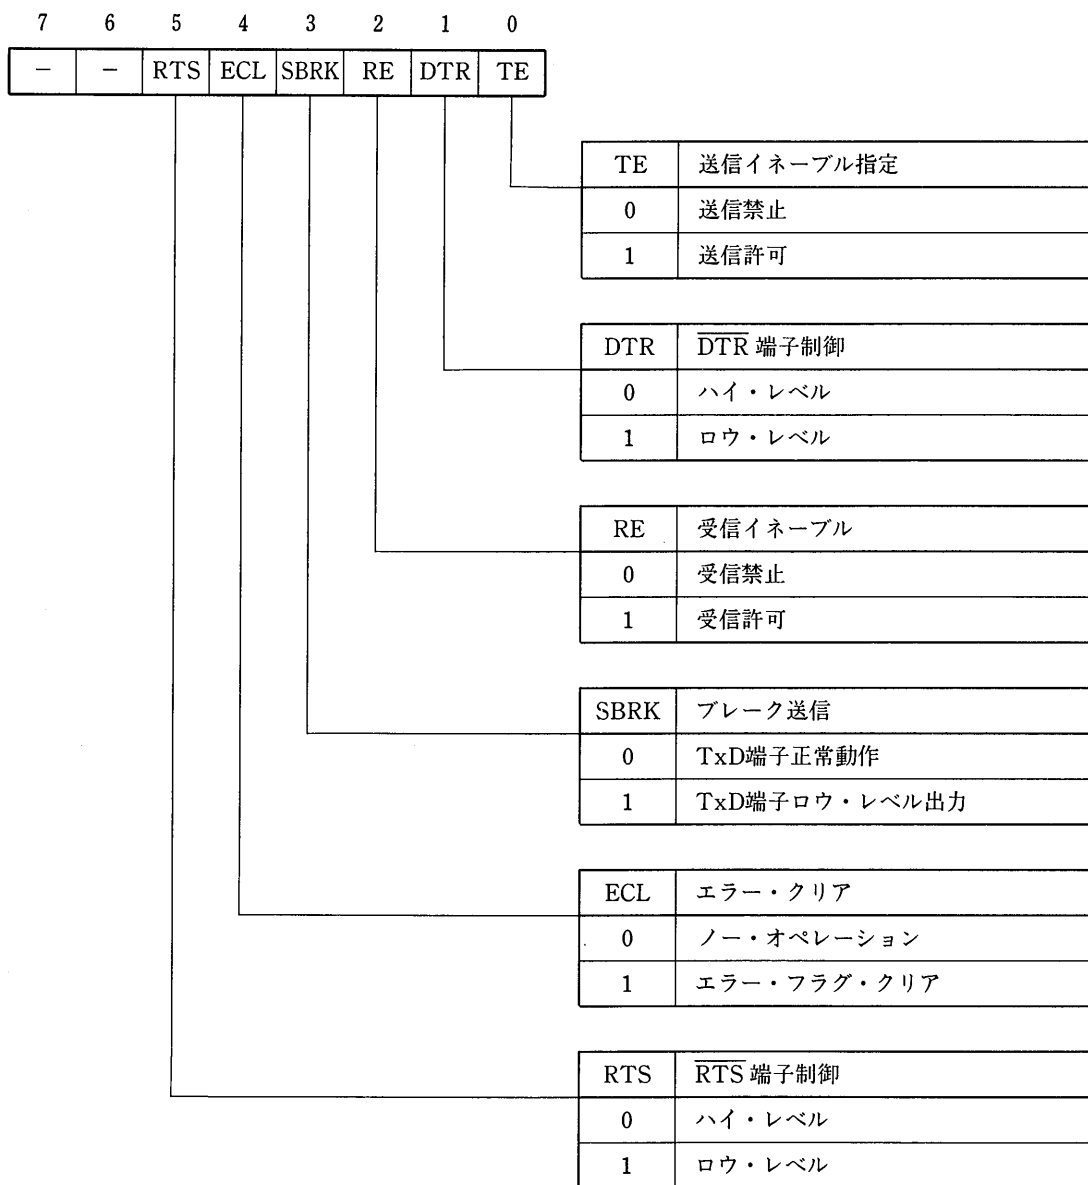 7 6 5 4 3 2 1 0
− − RTS ECL SBRK RE DTR TE
TE 送信イネーブル指定
0 送信禁止
1 送信許可
DTR D̅T̅R̅ 端子制御
0 ハイ・レベル
1 ロウ・レベル
RE 受信イネーブル
0 受信禁止
1 受信許可
SBRK ブレーク送信
0 TxD端子正常動作
1 TxD端子ロウ・レベル出力
ECL エラー・クリア
0 ノー・オペレーション
1 エラー・フラグ・クリア
RTS R̅T̅S̅ 端子制御
0 ハイ・レベル
1 ロウ・レベル